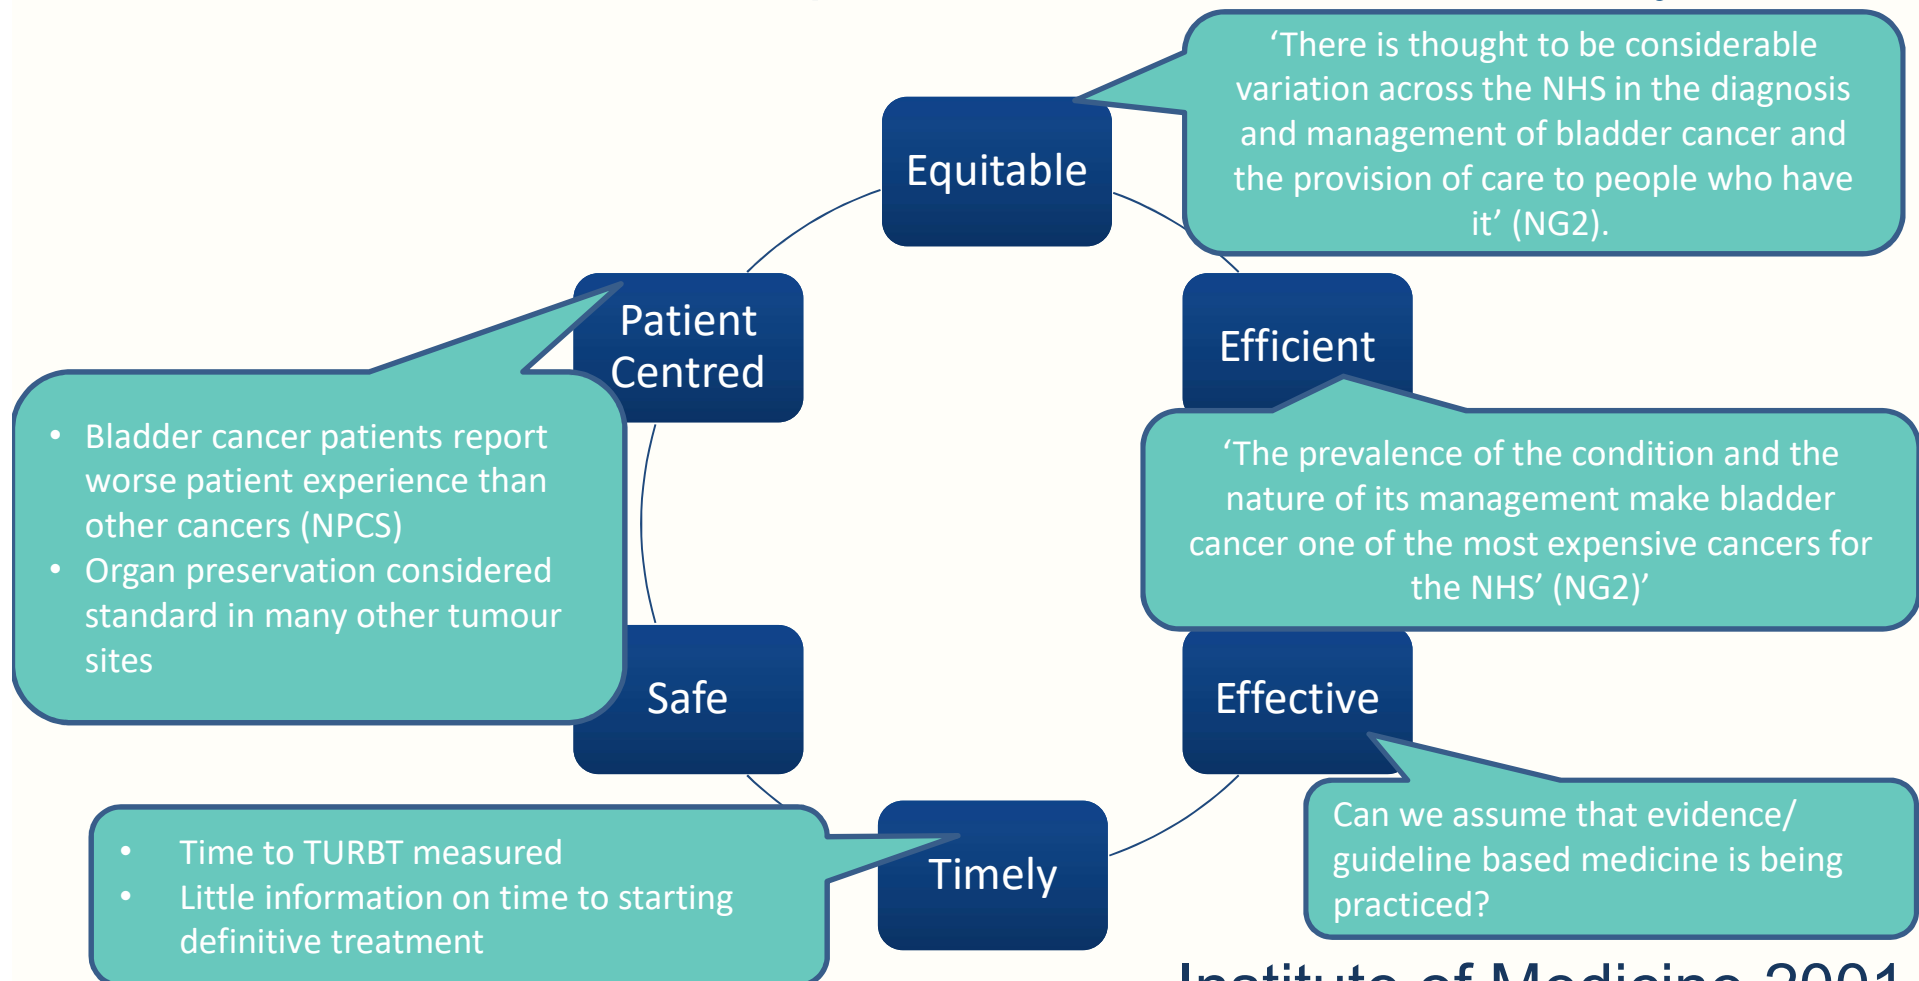 ‘There is thought to be considerable
variation across the NHS in the diagnosis
and management of bladder cancer and
the provision of care to people who have
it’ (NG2).
Equitable
Patient
Centred
Efficient
• Bladder cancer patients report
worse patient experience than
other cancers (NPCS)
• Organ preservation considered
standard in many other tumour
sites
‘The prevalence of the condition and the
nature of its management make bladder
cancer one of the most expensive cancers for
the NHS’ (NG2)’
Safe
Effective
• Time to TURBT measured
• Little information on time to starting
definitive treatment
Timely
Can we assume that evidence/
guideline based medicine is being
practiced?
Institute of Medicine 2001